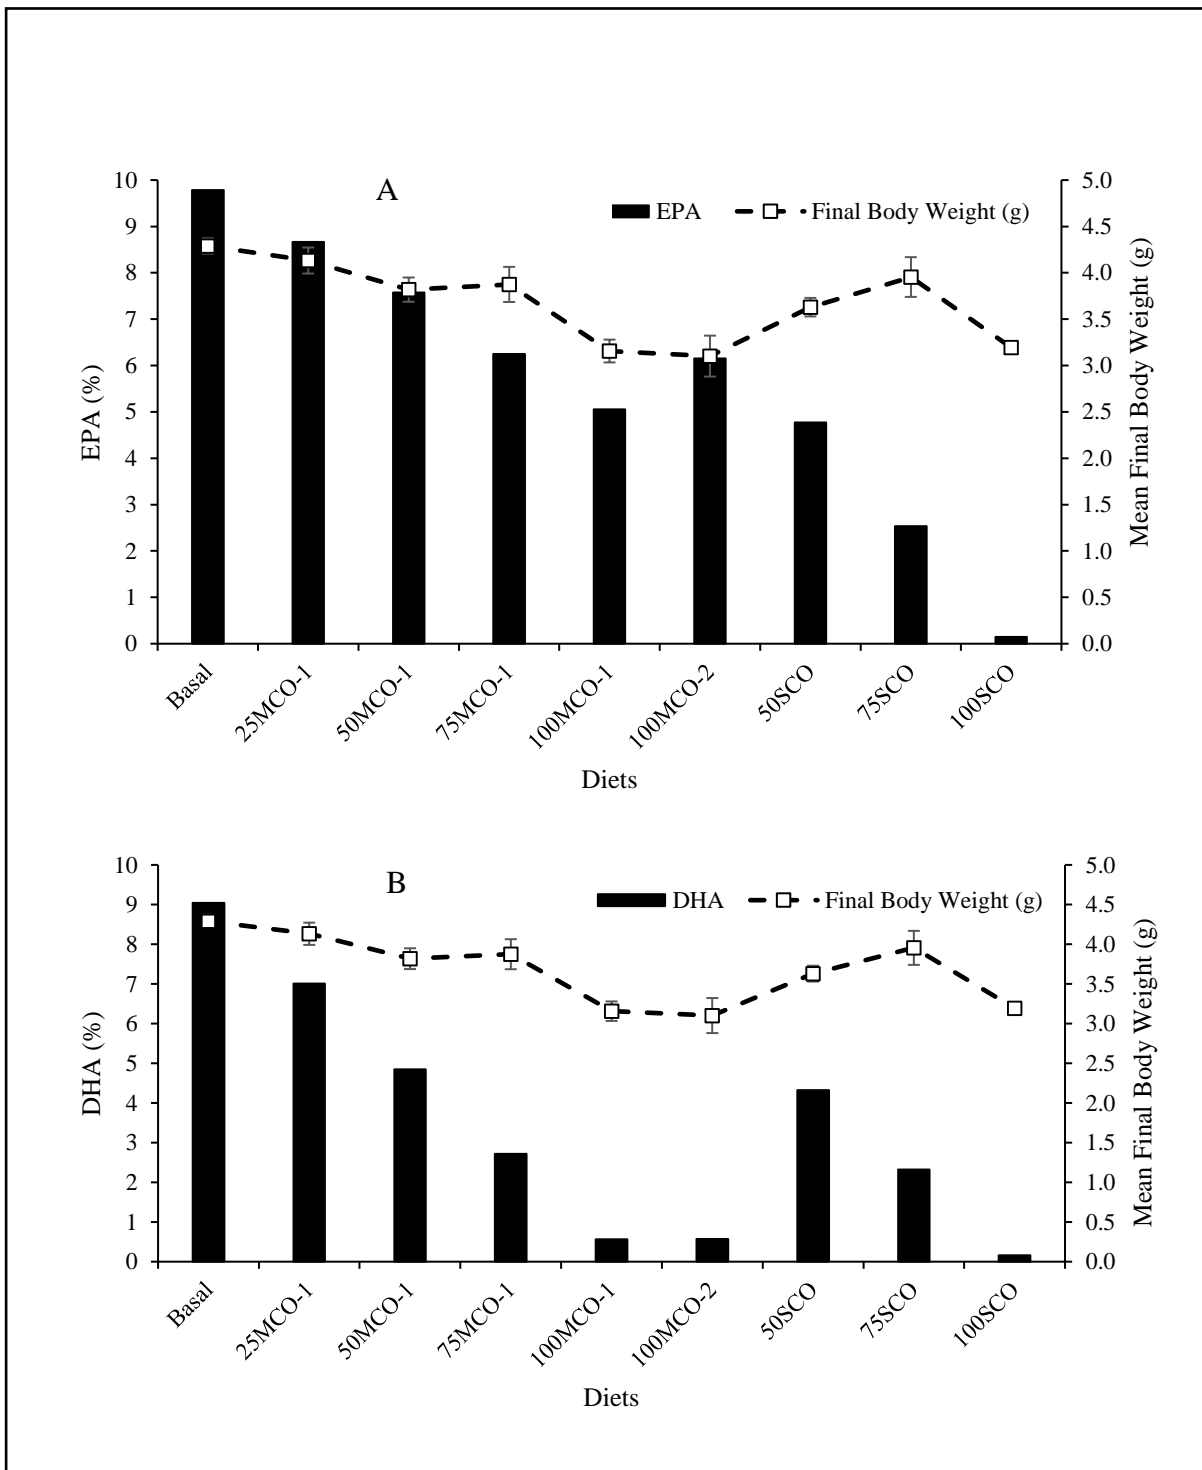 A
EPA
Final Body Weight (g)
10
9
8
7
6
5
4
3
2
1
0
EPA (%)
5.0
4.5
4.0
3.5
3.0
2.5
2.0
1.5
1.0
0.5
0.0
Mean Final Body Weight (g)
Basal
25MCO-1
50MCO-1
75MCO-1
100MCO-1
100MCO-2
50SCO
75SCO
100SCO
Diets
B
DHA
Final Body Weight (g)
10
9
8
7
6
5
4
3
2
1
0
DHA (%)
5.0
4.5
4.0
3.5
3.0
2.5
2.0
1.5
1.0
0.5
0.0
Mean Final Body Weight (g)
Basal
25MCO-1
50MCO-1
75MCO-1
100MCO-1
100MCO-2
50SCO
75SCO
100SCO
Diets